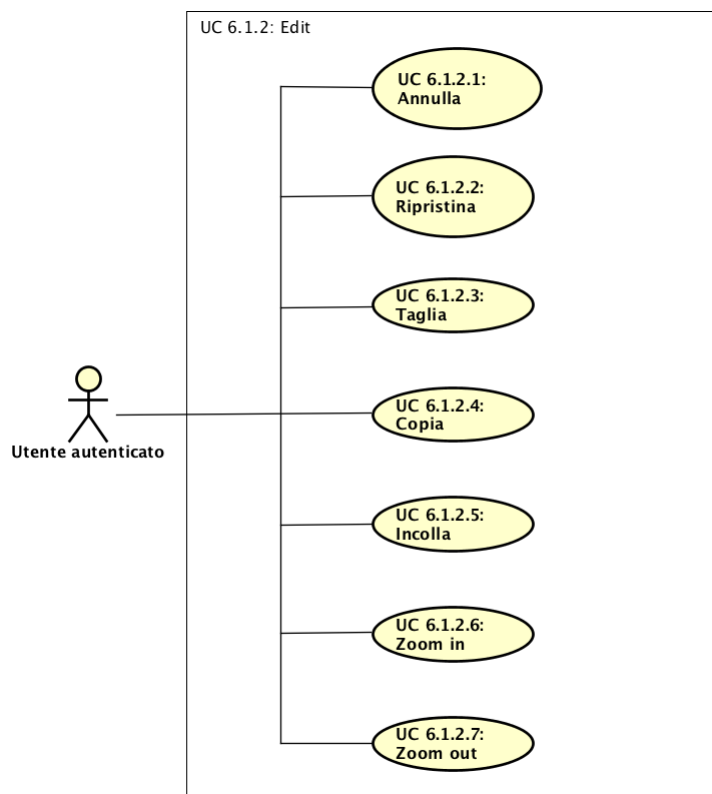 UC 6.1.2: Edit
UC 6.1.2.1:
Annulla
UC 6.1.2.2:
Ripristina
UC 6.1.2.3:
Taglia
UC 6.1.2.4:
Copia
Utente autenticato
UC 6.1.2.5:
Incolla
UC 6.1.2.6:
Zoom in
UC 6.1.2.7:
Zoom out